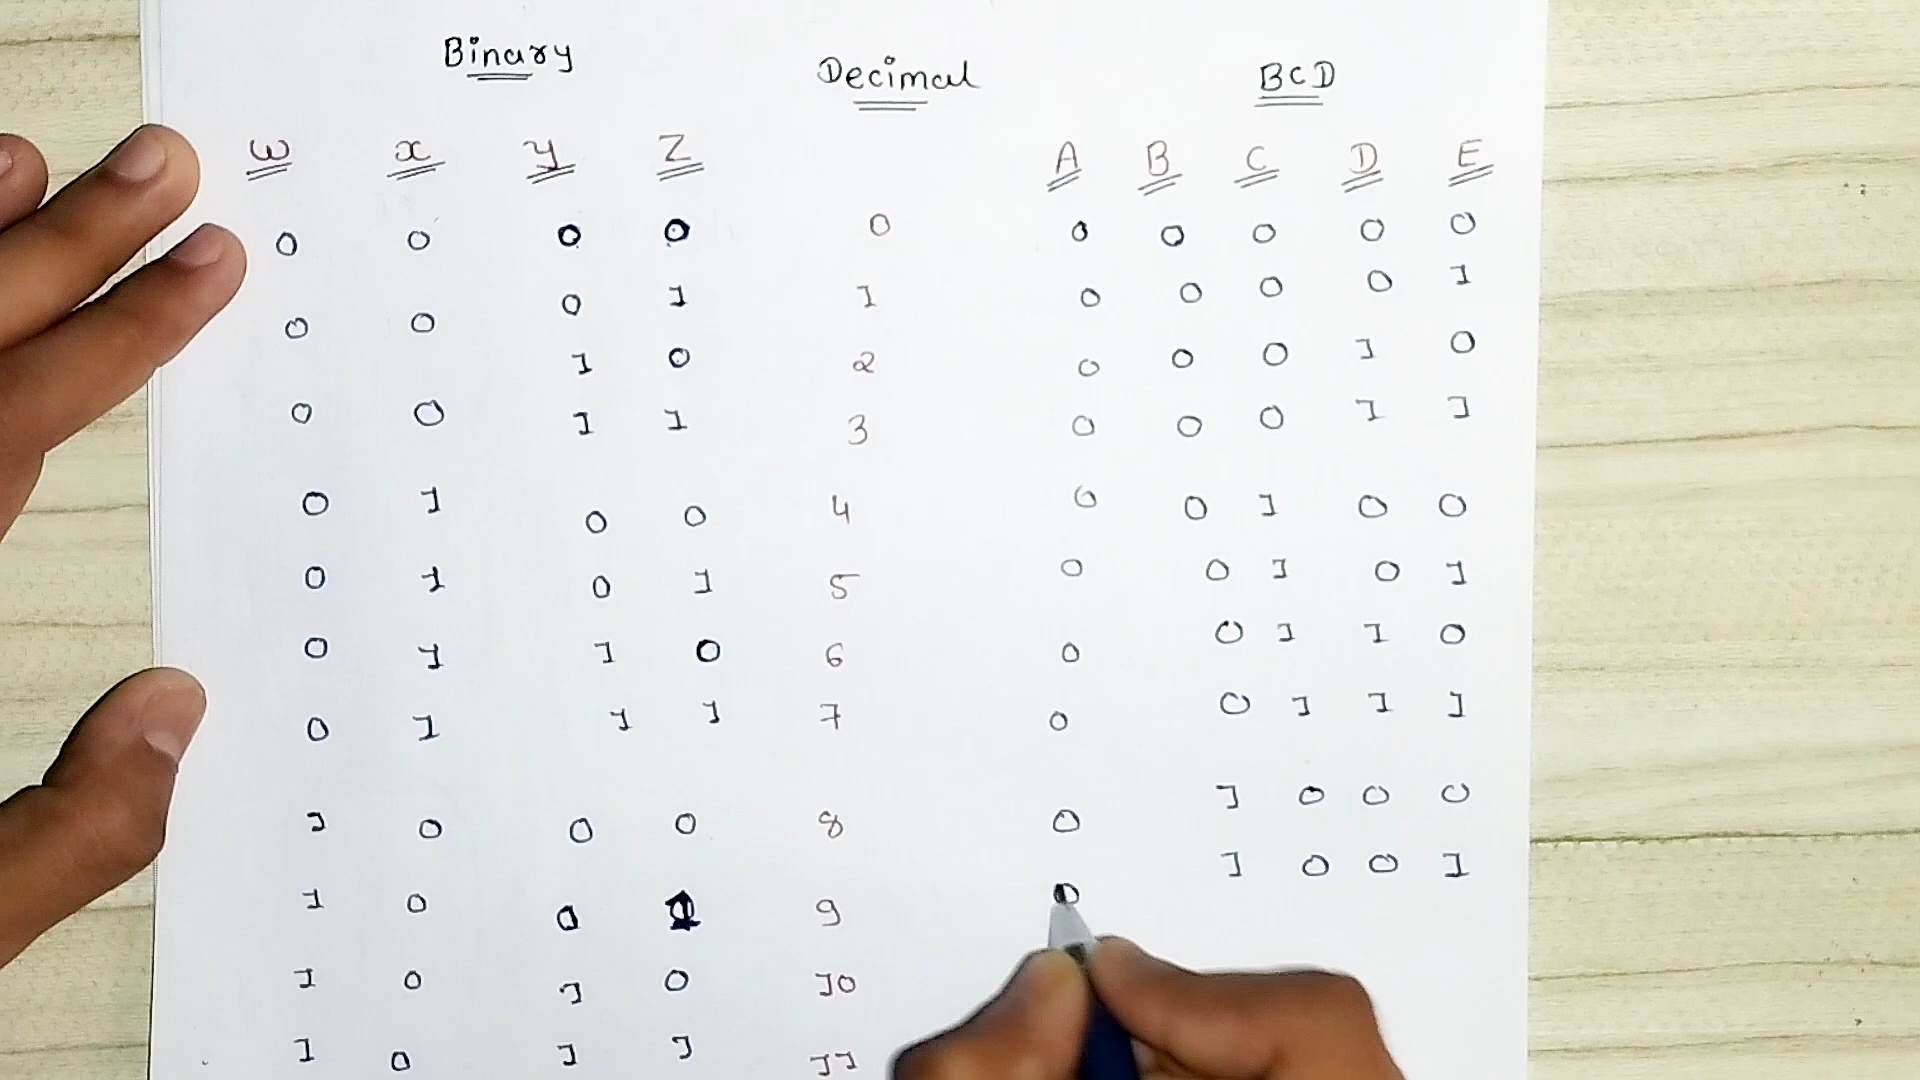 Binary Decimal BCD
W x y Z A B C D E
0 0 0 0 0 0 0 0 0 0
0 0 0 1 1 0 0 0 0 1
0 0 1 0 2 0 0 0 1 0
1 1 3 0 0 0 1 1
0 1 0 0 4 0 0 1 0 0
0 1 0 1 5 0 0 1 0 1
0 1 1 0 6 0 0 1 1 0
0 1 1 1 7 0 0 1 1 1
1 0 0 0 8 0 1 0 0 0
1 0 0 9 0 1 0 0 1
1 0 1 0 10
1 0 1 1 11